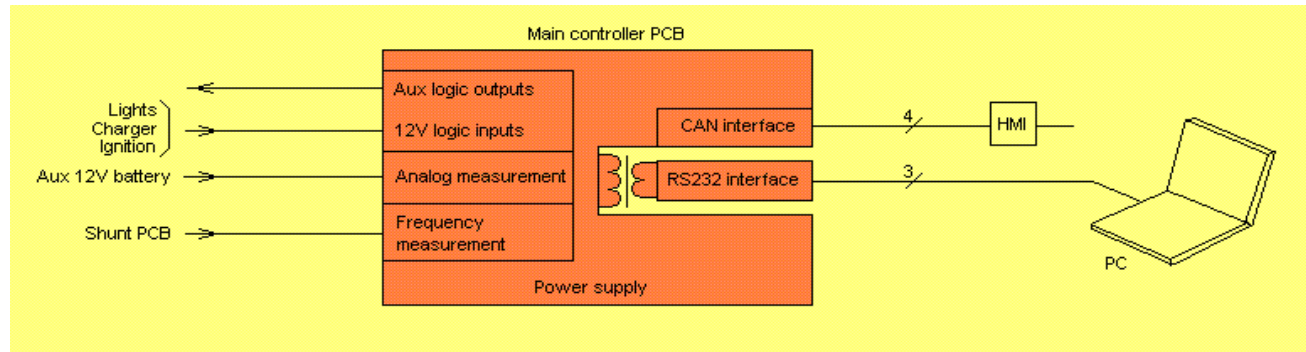 Main controller PCB
Aux logic outputs
Lights
Charger
Ignition
12V logic inputs
CAN interface
4
HMI
Aux 12V battery
Analog measurement
RS232 interface
3
Shunt PCB
Frequency
measurement
PC
Power supply